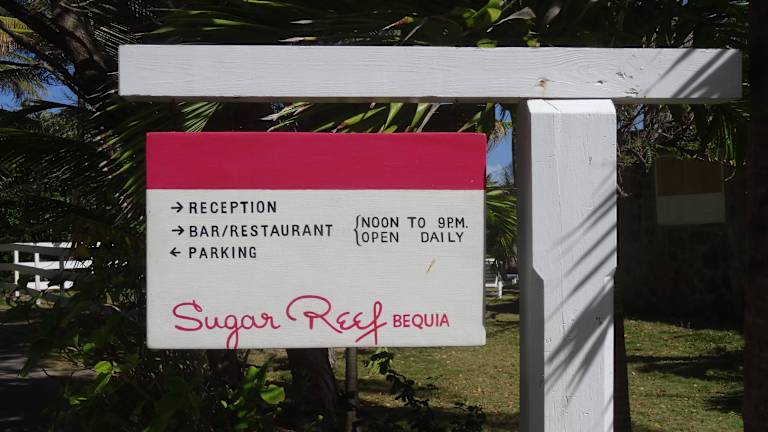 → RECEPTION
→ BAR/RESTAURANT {NOON TO 9PM.
OPEN DAILY
← PARKING
Sugar Reef BEQUIA